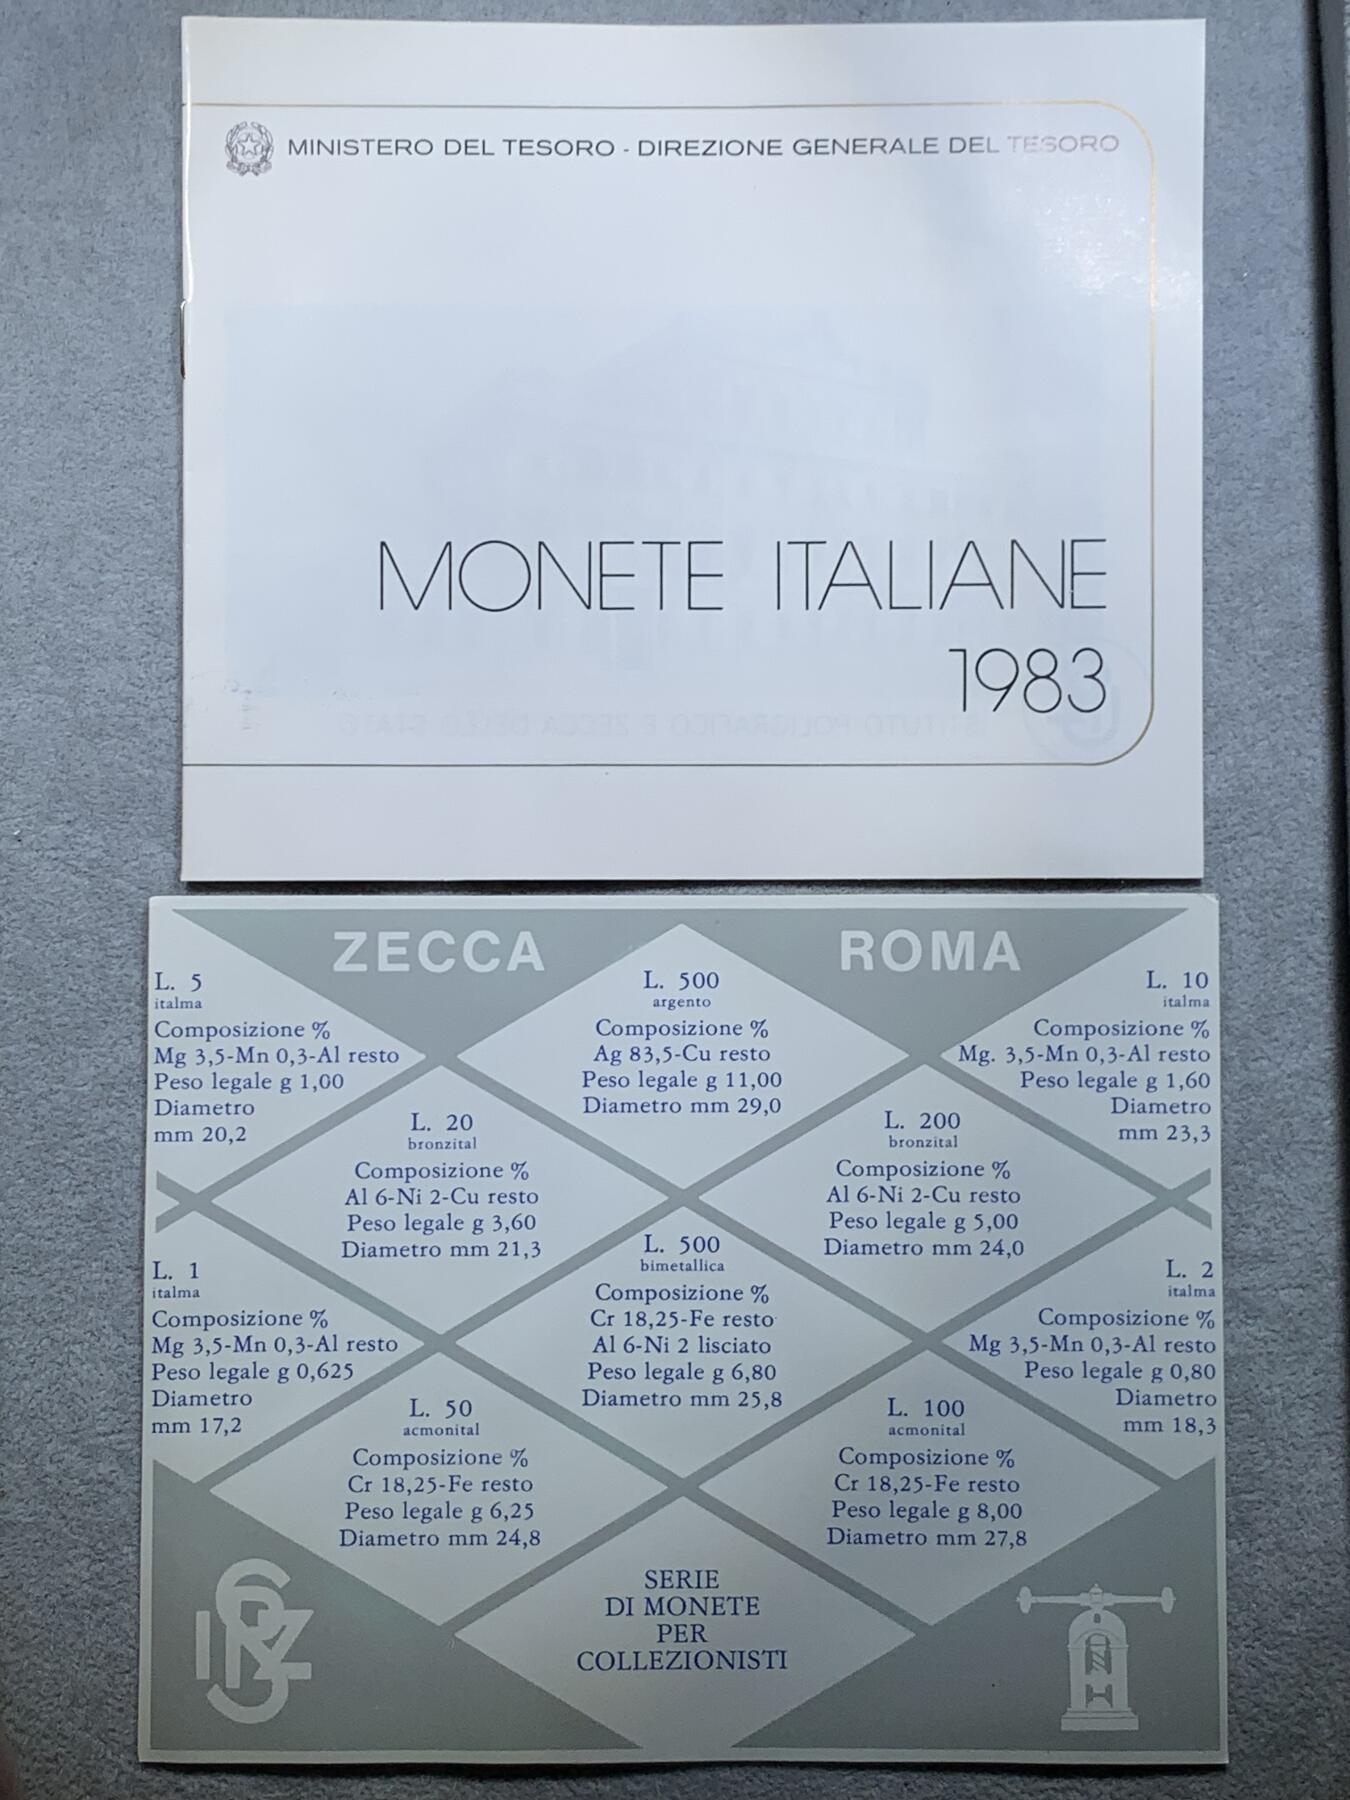 MINISTERO DEL TESORO - DIREZIONE GENERALE DEL TESORO
MONETE ITALIANE
1983
ISTITUTO POLIGRAFICO E ZECCA DELLO STATO
ZECCA ROMA
L. 5
italma
Composizione %
Mg 3,5-Mn 0,3-Al resto
Peso legale g 1,00
Diametro
mm 20,2
L. 500
argento
Composizione %
Ag 83,5-Cu resto
Peso legale g 11,00
Diametro mm 29,0
L. 10
italma
Composizione %
Mg. 3,5-Mn 0,3-Al resto
Peso legale g 1,60
Diametro
mm 23,3
L. 20
bronzital
Composizione %
Al 6-Ni 2-Cu resto
Peso legale g 3,60
Diametro mm 21,3
L. 200
bronzital
Composizione %
Al 6-Ni 2-Cu resto
Peso legale g 5,00
Diametro mm 24,0
L. 1
italma
Composizione %
Mg 3,5-Mn 0,3-Al resto
Peso legale g 0,625
Diametro
mm 17,2
L. 500
bimetallica
Composizione %
Cr 18,25-Fe resto
Al 6-Ni 2 lisciato
Peso legale g 6,80
Diametro mm 25,8
L. 2
italma
Composizione %
Mg 3,5-Mn 0,3-Al resto
Peso legale g 0,80
Diametro
mm 18,3
L. 50
acmonital
Composizione %
Cr 18,25-Fe resto
Peso legale g 6,25
Diametro mm 24,8
L. 100
acmonital
Composizione %
Cr 18,25-Fe resto
Peso legale g 8,00
Diametro mm 27,8
SERIE
DI MONETE
PER
COLLEZIONISTI